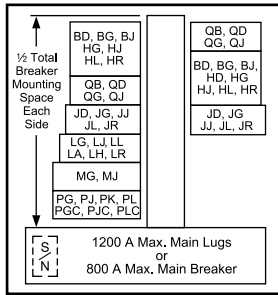 ½ Total
Breaker
Mounting
Space
Each
Side
BD, BG, BJ
HG, HJ
HL, HR
QB, QD
QG, QJ
JD, JG, JJ
JL, JR
LG, LJ, LL
LA, LH, LR
MG, MJ
PG, PJ, PK, PL
PGC, PJC, PLC
QB, QD
QG, QJ
BD, BG, BJ,
HD, HG
HJ, HL, HR
JD, JG
JJ, JL, JR
S/N
1200 A Max. Main Lugs
or
800 A Max. Main Breaker